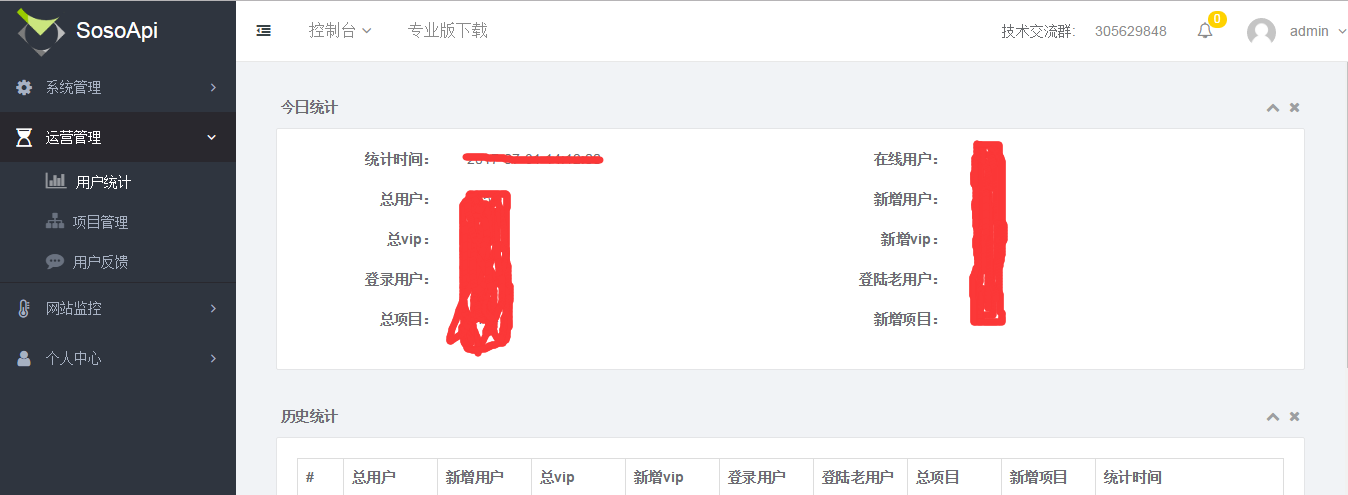 SosoApi
控制台 专业版下载 技术交流群: 305629848 0 admin
系统管理
运营管理
用户统计
项目管理
用户反馈
网站监控
个人中心
今日统计
统计时间： 在线用户：
总用户： 新增用户：
总vip： 新增vip：
登录用户： 登陆老用户：
总项目： 新增项目：
历史统计
# 总用户 新增用户 总vip 新增vip 登录用户 登陆老用户 总项目 新增项目 统计时间